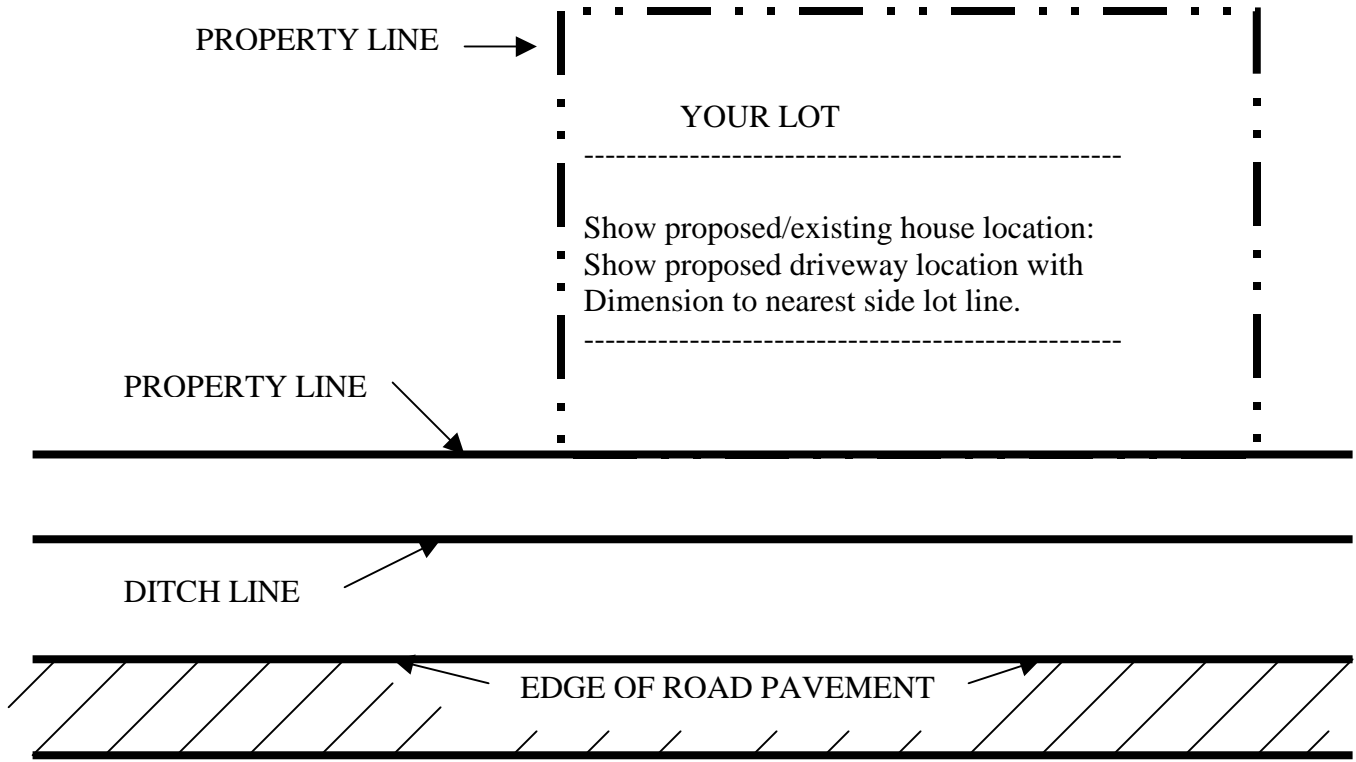 PROPERTY LINE
YOUR LOT
---------------------------------------------------
Show proposed/existing house location:
Show proposed driveway location with
Dimension to nearest side lot line.
---------------------------------------------------
PROPERTY LINE
DITCH LINE
EDGE OF ROAD PAVEMENT